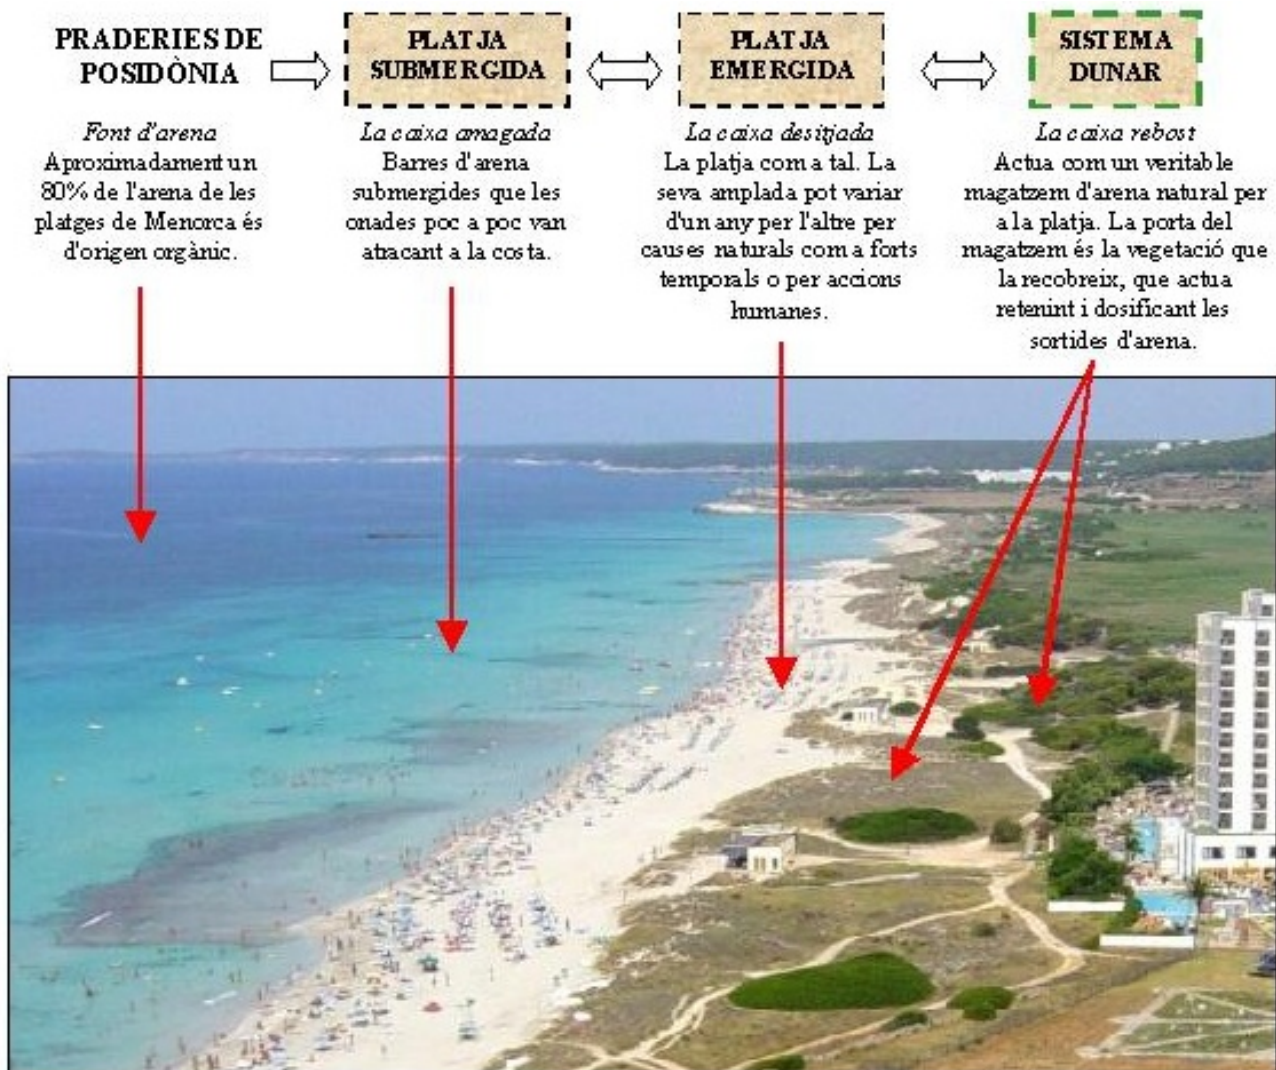 PRADERIES DE
POSIDÒNIA
Font d'arena
Aproximadament un
80% de l'arena de les
platges de Menorca és
d'origen orgànic.
PLATJA
SUBMERGIDA
La caixa amagada
Barres d'arena
submergides que les
onades poc a poc van
atracant a la costa.
PLATJA
EMERGIDA
La caixa desitjada
La platja com a tal. La
seva amplada pot variar
d'un any per l'altre per
causes naturals com a forts
temporals o per accions
humanes.
SISTEMA
DUNAR
La caixa rebost
Actua com un veritable
magatzem d'arena natural per
a la platja. La porta del
magatzem és la vegetació que
la recobreix, que actua
retenint i dosificant les
sortides d'arena.